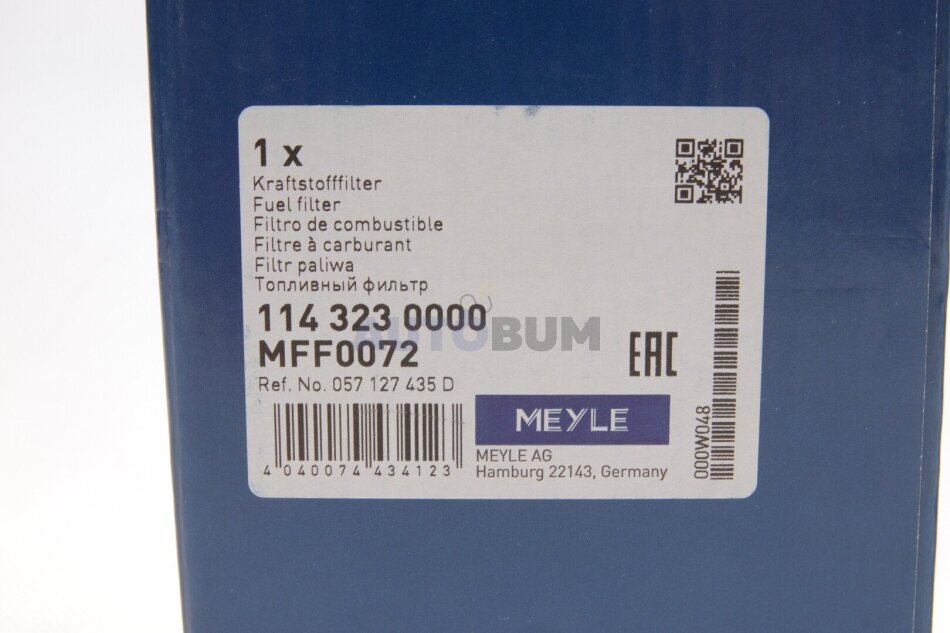 1 x
Kraftstofffilter
Fuel filter
Filtro de combustible
Filtre à carburant
Filtr paliwa
Топливный фильтр
114 323 0000
AUTOBUM
MFF0072
EAC
Ref. No. 057 127 435 D
MEYLE
MEYLE AG
Hamburg 22143, Germany
4 040074 434123
000W048